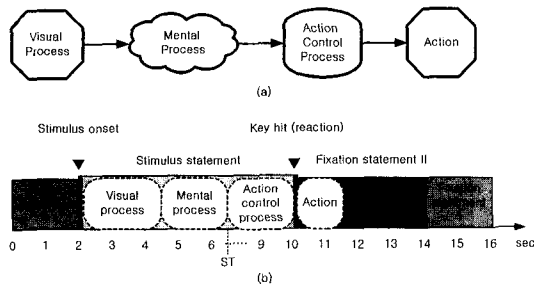 Visual
Process
Mental
Process
Action
Control
Process
Action
(a)
Stimulus onset
Key hit (reaction)
Stimulus statement
Fixation statement II
Visual
process
Mental
process
Action
control
process
Action
0 1 2 3 4 5 6 ...... 9 10 11 12 13 14 15 16 sec
ST
(b)